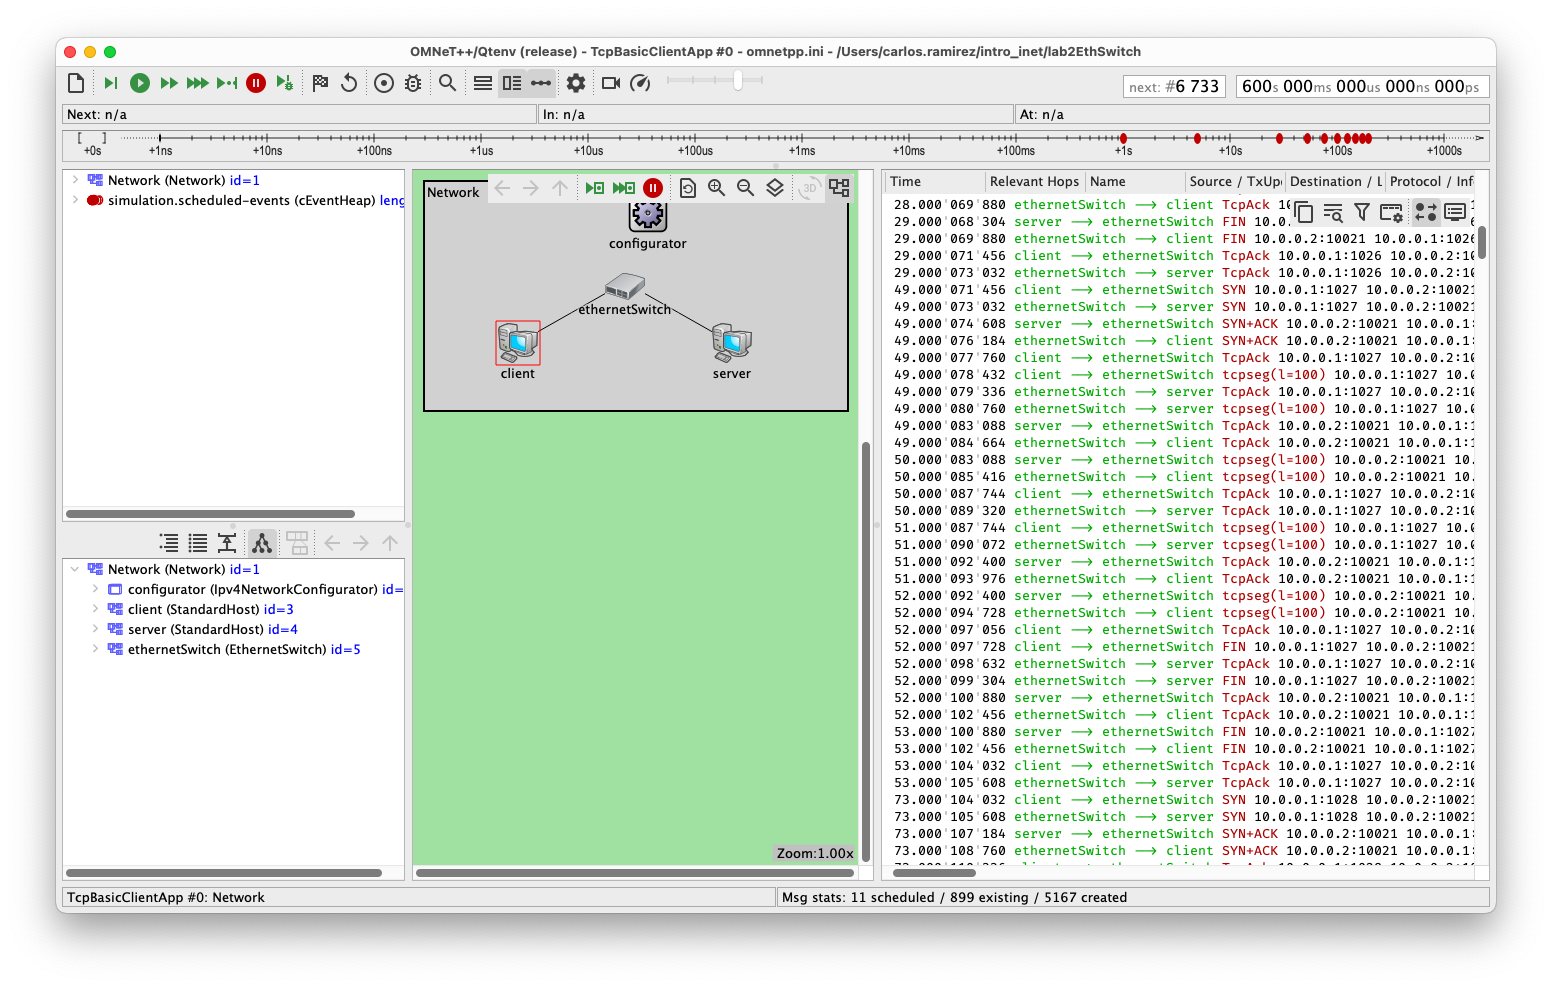 OMNeT++/Qtenv (release) - TcpBasicClientApp #0 - omnetpp.ini - /Users/carlos.ramirez/intro_inet/lab2EthSwitch
next: #6 733 600s 000ms 000us 000ns 000ps
Next: n/a In: n/a At: n/a
+0s +1ns +10ns +100ns +1us +10us +100us +1ms +10ms +100ms +1s +10s +100s +1000s
Network (Network) id=1
simulation.scheduled-events (cEventHeap) leng
Network (Network) id=1
configurator (Ipv4NetworkConfigurator) id=
client (StandardHost) id=3
server (StandardHost) id=4
ethernetSwitch (EthernetSwitch) id=5
Network
3D
configurator
ethernetSwitch
client
server
Zoom:1.00x
Time Relevant Hops Name Source / TxUp Destination / L Protocol / Inf
28.000'069'880 ethernetSwitch --> client TcpAck 10
29.000'068'304 server --> ethernetSwitch FIN 10.0.
29.000'069'880 ethernetSwitch --> client FIN 10.0.0.2:10021 10.0.0.1:1026
29.000'071'456 client --> ethernetSwitch TcpAck 10.0.0.1:1026 10.0.0.2:10
29.000'073'032 ethernetSwitch --> server TcpAck 10.0.0.1:1026 10.0.0.2:10
49.000'071'456 client --> ethernetSwitch SYN 10.0.0.1:1027 10.0.0.2:10021
49.000'073'032 ethernetSwitch --> server SYN 10.0.0.1:1027 10.0.0.2:10021
49.000'074'608 server --> ethernetSwitch SYN+ACK 10.0.0.2:10021 10.0.0.1:
49.000'076'184 ethernetSwitch --> client SYN+ACK 10.0.0.2:10021 10.0.0.1:
49.000'077'760 client --> ethernetSwitch TcpAck 10.0.0.1:1027 10.0.0.2:10
49.000'078'432 client --> ethernetSwitch tcpseg(l=100) 10.0.0.1:1027 10.0
49.000'079'336 ethernetSwitch --> server TcpAck 10.0.0.1:1027 10.0.0.2:10
49.000'080'760 ethernetSwitch --> server tcpseg(l=100) 10.0.0.1:1027 10.0
49.000'083'088 server --> ethernetSwitch TcpAck 10.0.0.2:10021 10.0.0.1:1
49.000'084'664 ethernetSwitch --> client TcpAck 10.0.0.2:10021 10.0.0.1:1
50.000'083'088 server --> ethernetSwitch tcpseg(l=100) 10.0.0.2:10021 10.
50.000'085'416 ethernetSwitch --> client tcpseg(l=100) 10.0.0.2:10021 10.
50.000'087'744 client --> ethernetSwitch TcpAck 10.0.0.1:1027 10.0.0.2:10
50.000'089'320 ethernetSwitch --> server TcpAck 10.0.0.1:1027 10.0.0.2:10
51.000'087'744 client --> ethernetSwitch tcpseg(l=100) 10.0.0.1:1027 10.0
51.000'090'072 ethernetSwitch --> server tcpseg(l=100) 10.0.0.1:1027 10.0
51.000'092'400 server --> ethernetSwitch TcpAck 10.0.0.2:10021 10.0.0.1:1
51.000'093'976 ethernetSwitch --> client TcpAck 10.0.0.2:10021 10.0.0.1:1
52.000'092'400 server --> ethernetSwitch tcpseg(l=100) 10.0.0.2:10021 10.
52.000'094'728 ethernetSwitch --> client tcpseg(l=100) 10.0.0.2:10021 10.
52.000'097'056 client --> ethernetSwitch TcpAck 10.0.0.1:1027 10.0.0.2:10
52.000'097'728 client --> ethernetSwitch FIN 10.0.0.1:1027 10.0.0.2:10021
52.000'098'632 ethernetSwitch --> server TcpAck 10.0.0.1:1027 10.0.0.2:10
52.000'099'304 ethernetSwitch --> server FIN 10.0.0.1:1027 10.0.0.2:10021
52.000'100'880 server --> ethernetSwitch TcpAck 10.0.0.2:10021 10.0.0.1:1
52.000'102'456 ethernetSwitch --> client TcpAck 10.0.0.2:10021 10.0.0.1:1
53.000'100'880 server --> ethernetSwitch FIN 10.0.0.2:10021 10.0.0.1:1027
53.000'102'456 ethernetSwitch --> client FIN 10.0.0.2:10021 10.0.0.1:1027
53.000'104'032 client --> ethernetSwitch TcpAck 10.0.0.1:1027 10.0.0.2:10
53.000'105'608 ethernetSwitch --> server TcpAck 10.0.0.1:1027 10.0.0.2:10
73.000'104'032 client --> ethernetSwitch SYN 10.0.0.1:1028 10.0.0.2:10021
73.000'105'608 ethernetSwitch --> server SYN 10.0.0.1:1028 10.0.0.2:10021
73.000'107'184 server --> ethernetSwitch SYN+ACK 10.0.0.2:10021 10.0.0.1:
73.000'108'760 ethernetSwitch --> client SYN+ACK 10.0.0.2:10021 10.0.0.1:
TcpBasicClientApp #0: Network
Msg stats: 11 scheduled / 899 existing / 5167 created